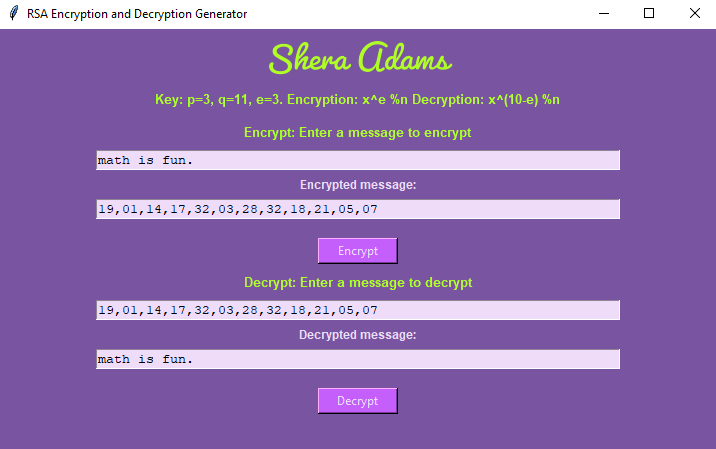 RSA Encryption and Decryption Generator
Shera Adams
Key: p=3, q=11, e=3. Encryption: x^e %n Decryption: x^(10-e) %n
Encrypt: Enter a message to encrypt
math is fun.
Encrypted message:
19,01,14,17,32,03,28,32,18,21,05,07
Encrypt
Decrypt: Enter a message to decrypt
19,01,14,17,32,03,28,32,18,21,05,07
Decrypted message:
math is fun.
Decrypt